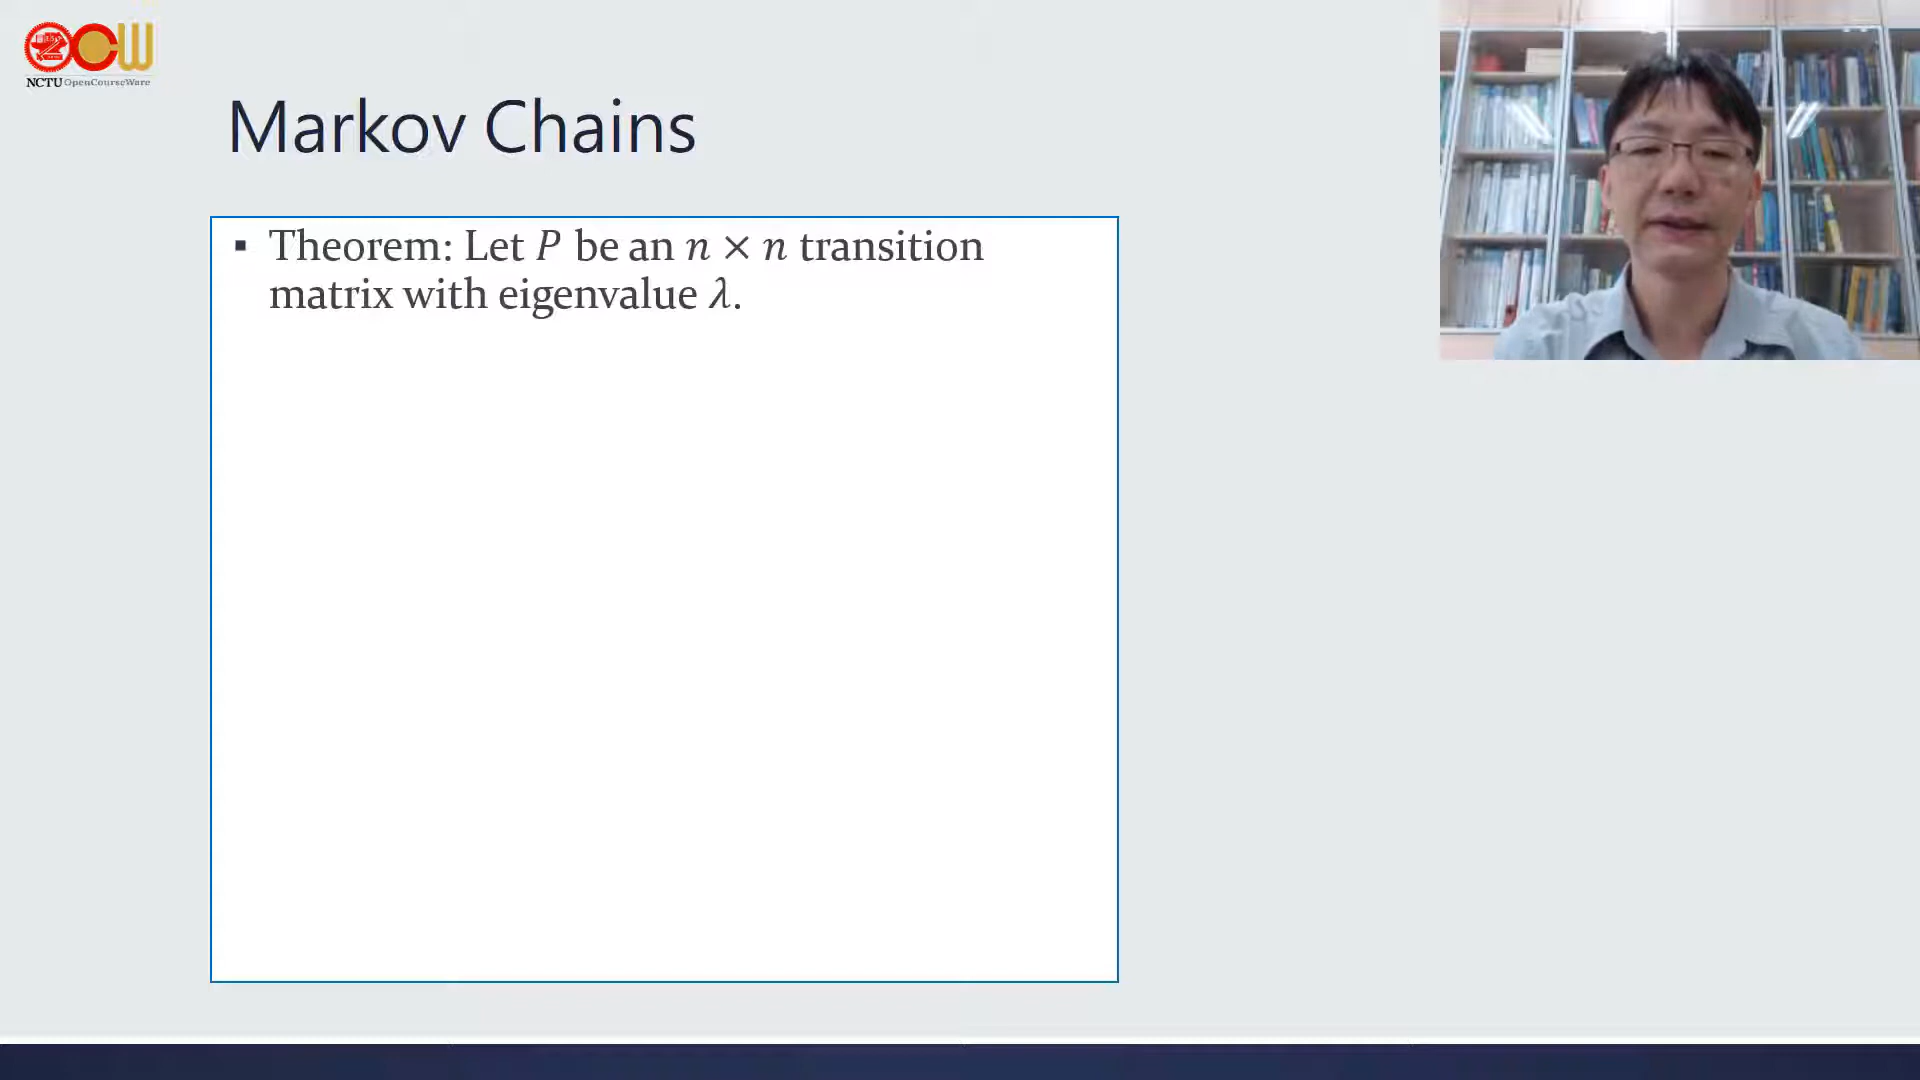 NCTU OpenCourseWare
Markov Chains
▪ Theorem: Let P be an n × n transition
matrix with eigenvalue λ.